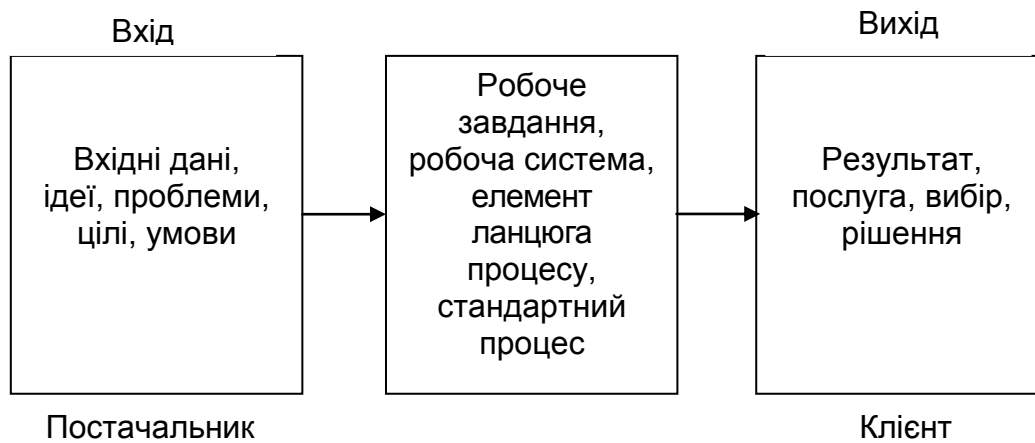 Вхід
Вихід
Вхідні дані,
ідеї, проблеми,
цілі, умови
Робоче
завдання,
робоча система,
елемент
ланцюга
процесу,
стандартний
процес
Результат,
послуга, вибір,
рішення
Постачальник
Клієнт